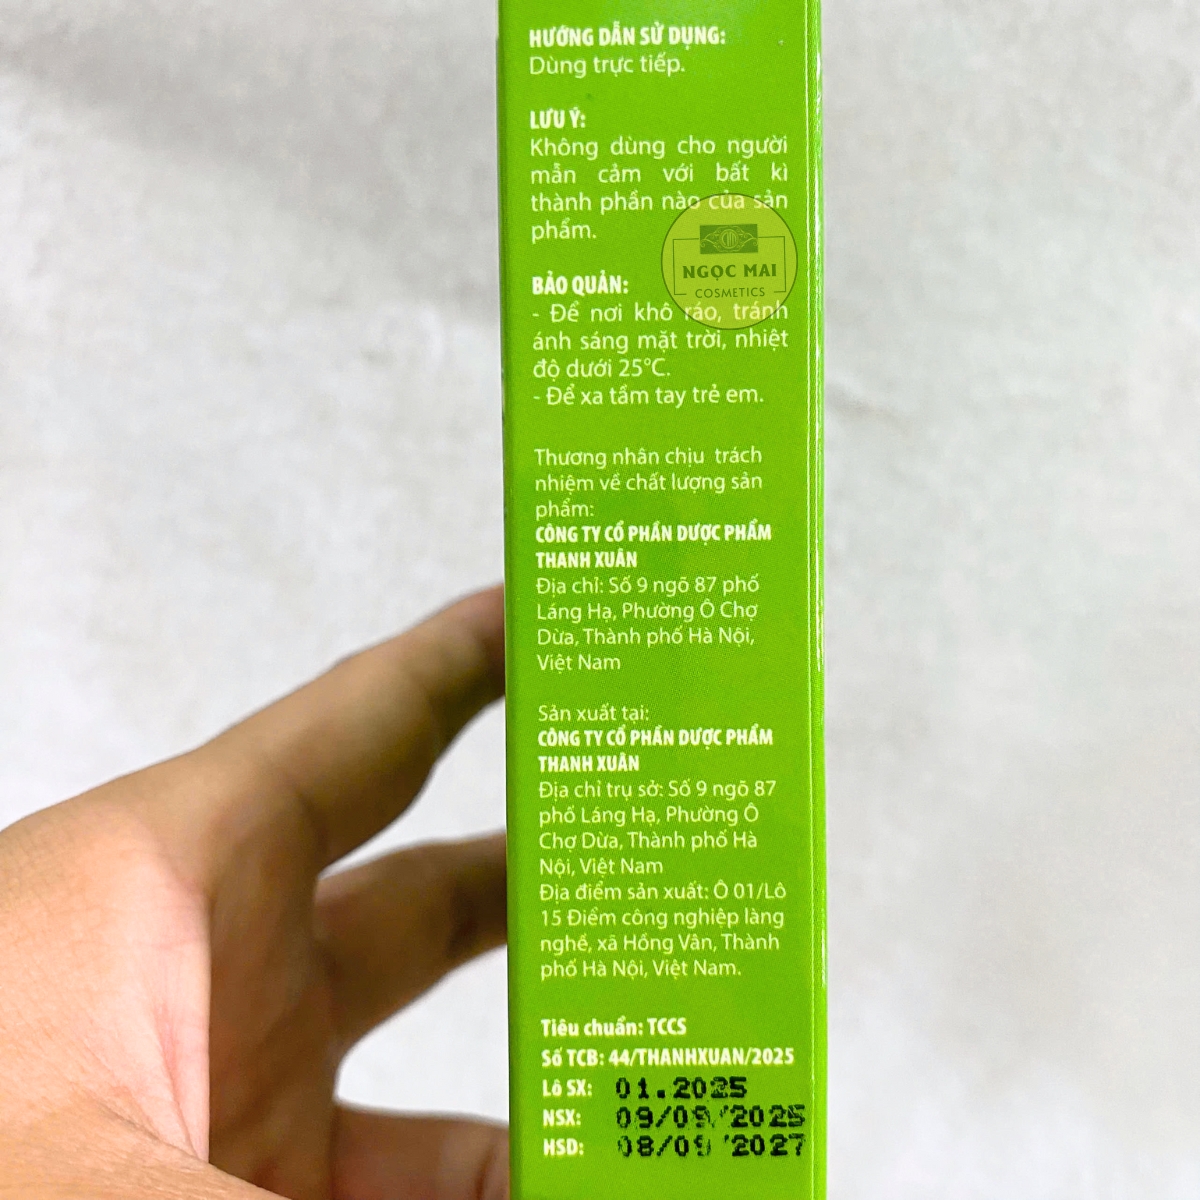 HƯỚNG DẪN SỬ DỤNG:
Dùng trực tiếp.
LƯU Ý:
Không dùng cho người
mẫn cảm với bất kì
thành phần nào của sản
phẩm.
NGỌC MAI
COSMETICS
BẢO QUẢN:
- Để nơi khô ráo, tránh
ánh sáng mặt trời, nhiệt
độ dưới 25°C.
- Để xa tầm tay trẻ em.
Thương nhân chịu trách
nhiệm về chất lượng sản
phẩm:
CÔNG TY CỔ PHẦN DƯỢC PHẨM
THANH XUÂN
Địa chỉ: Số 9 ngõ 87 phố
Láng Hạ, Phường Ô Chợ
Dừa, Thành phố Hà Nội,
Việt Nam
Sản xuất tại:
CÔNG TY CỔ PHẦN DƯỢC PHẨM
THANH XUÂN
Địa chỉ trụ sở: Số 9 ngõ 87
phố Láng Hạ, Phường Ô
Chợ Dừa, Thành phố Hà
Nội, Việt Nam
Địa điểm sản xuất: Ô 01/Lô
15 Điểm công nghiệp làng
nghề, xã Hồng Vân, Thành
phố Hà Nội, Việt Nam.
Tiêu chuẩn: TCCS
Số TCB: 44/THANHXUAN/2025
Lô SX: 01.2025
NSX: 09/09/2025
HSD: 08/09/2027